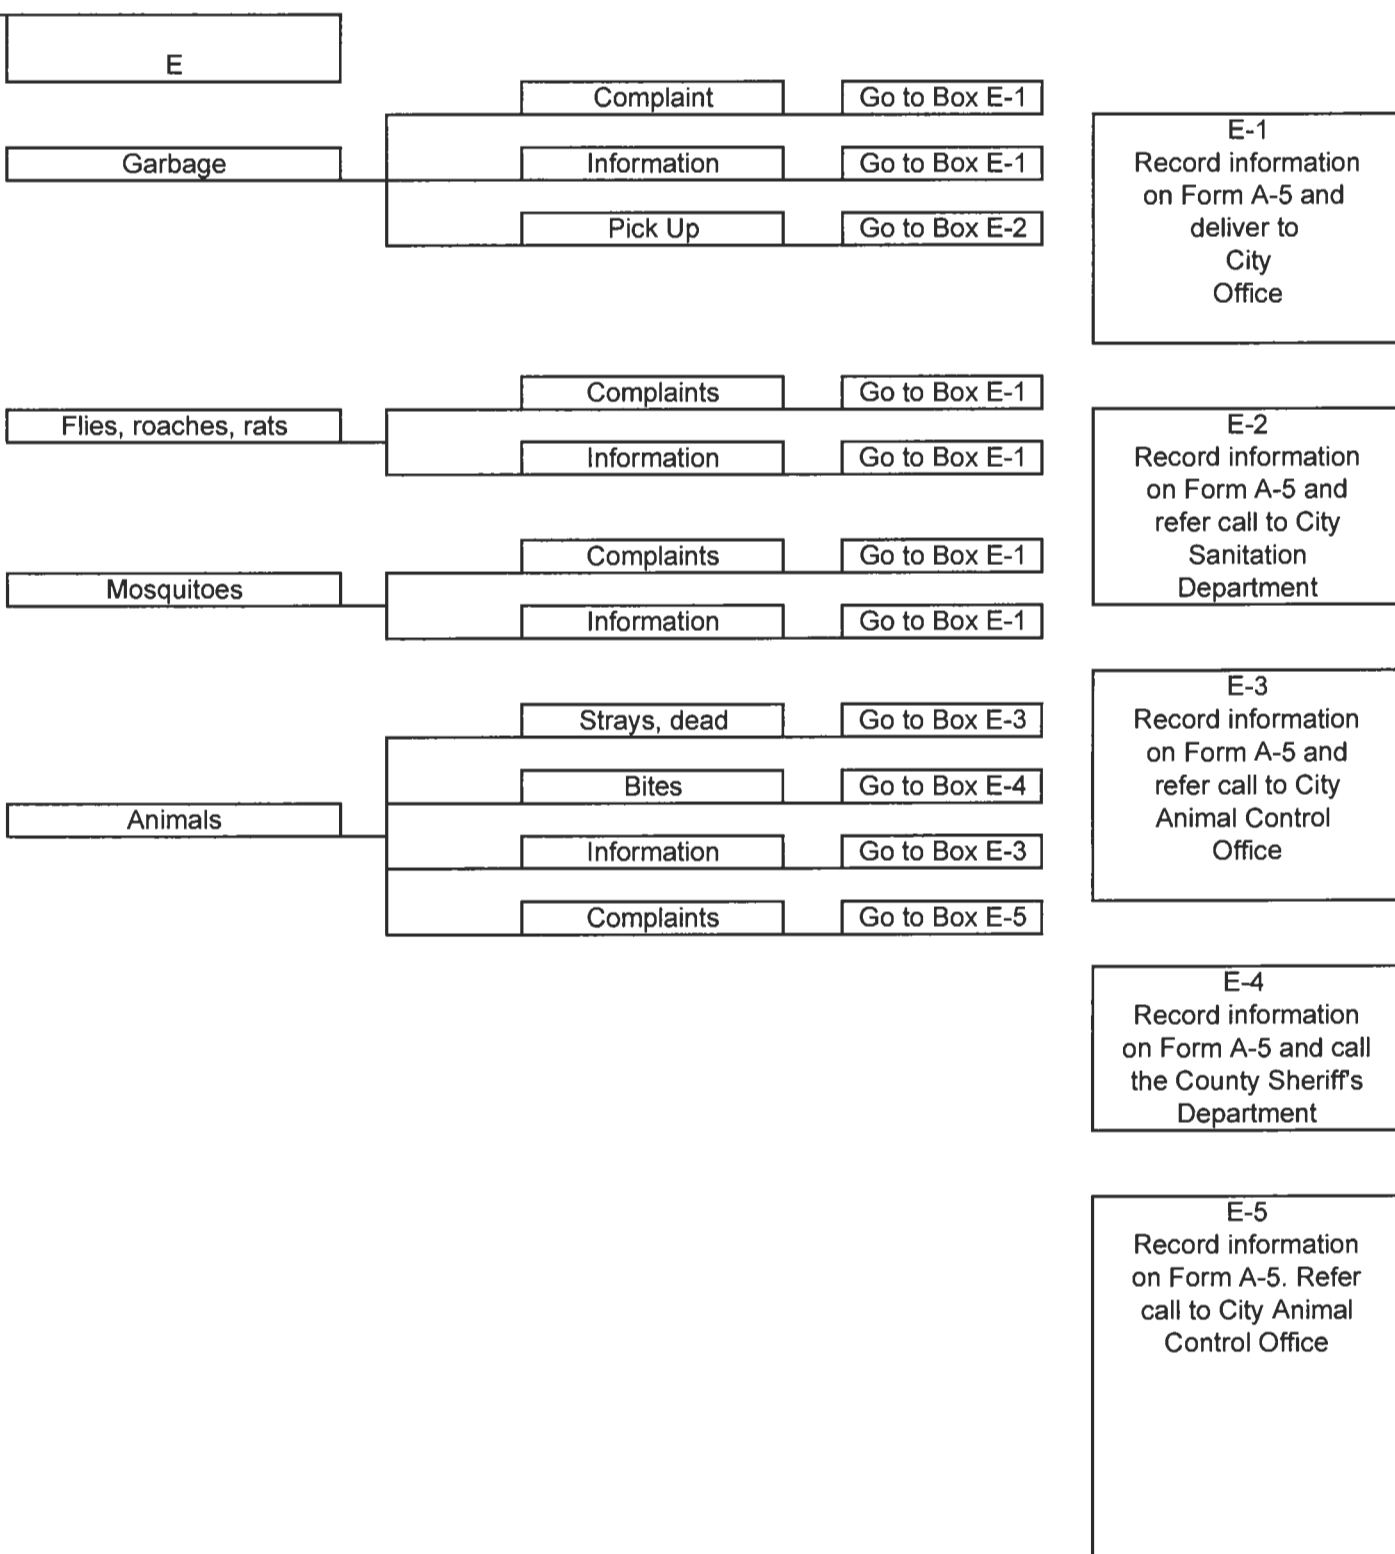 E
Complaint
Go to Box E-1
Garbage
Information
Go to Box E-1
Pick Up
Go to Box E-2
Flies, roaches, rats
Complaints
Go to Box E-1
Information
Go to Box E-1
Mosquitoes
Complaints
Go to Box E-1
Information
Go to Box E-1
Animals
Strays, dead
Go to Box E-3
Bites
Go to Box E-4
Information
Go to Box E-3
Complaints
Go to Box E-5
E-1
Record information
on Form A-5 and
deliver to
City
Office
E-2
Record information
on Form A-5 and
refer call to City
Sanitation
Department
E-3
Record information
on Form A-5 and
refer call to City
Animal Control
Office
E-4
Record information
on Form A-5 and call
the County Sheriff's
Department
E-5
Record information
on Form A-5. Refer
call to City Animal
Control Office